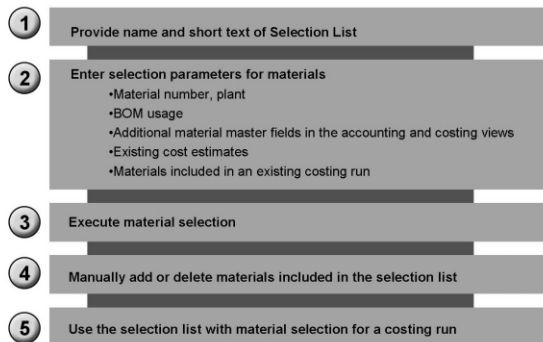 1 Provide name and short text of Selection List
2 Enter selection parameters for materials
•Material number, plant
•BOM usage
•Additional material master fields in the accounting and costing views
•Existing cost estimates
•Materials included in an existing costing run
3 Execute material selection
4 Manually add or delete materials included in the selection list
5 Use the selection list with material selection for a costing run